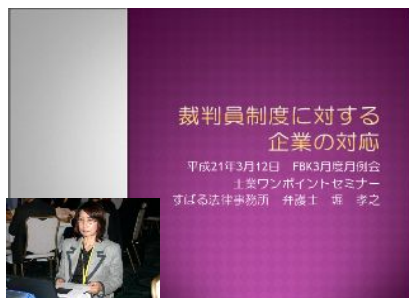 裁判員制度に対する
企業の対応
平成21年3月12日　FBK3月度月例会
士業ワンポイントセミナー
すばる法律事務所　弁護士　堀　孝之